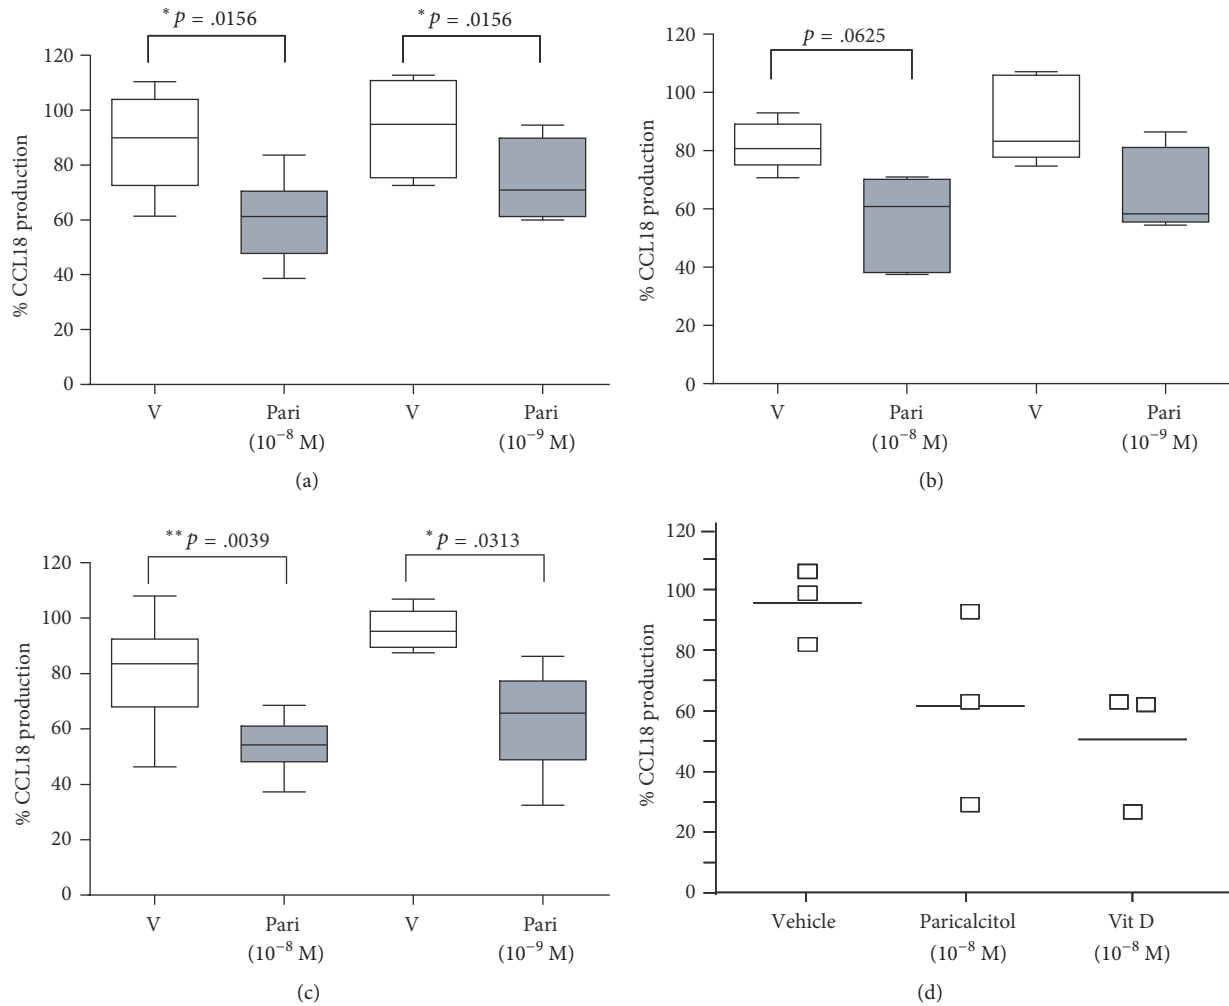 * p = .0156
* p = .0156
% CCL18 production
120
100
80
60
40
20
0
V
Pari
(10⁻⁸ M)
V
Pari
(10⁻⁹ M)
(a)
p = .0625
% CCL18 production
120
100
80
60
40
20
0
V
Pari
(10⁻⁸ M)
V
Pari
(10⁻⁹ M)
(b)
** p = .0039
* p = .0313
% CCL18 production
120
100
80
60
40
20
0
V
Pari
(10⁻⁸ M)
V
Pari
(10⁻⁹ M)
(c)
% CCL18 production
120
100
80
60
40
20
0
Vehicle
Paricalcitol
(10⁻⁸ M)
Vit D
(10⁻⁸ M)
(d)